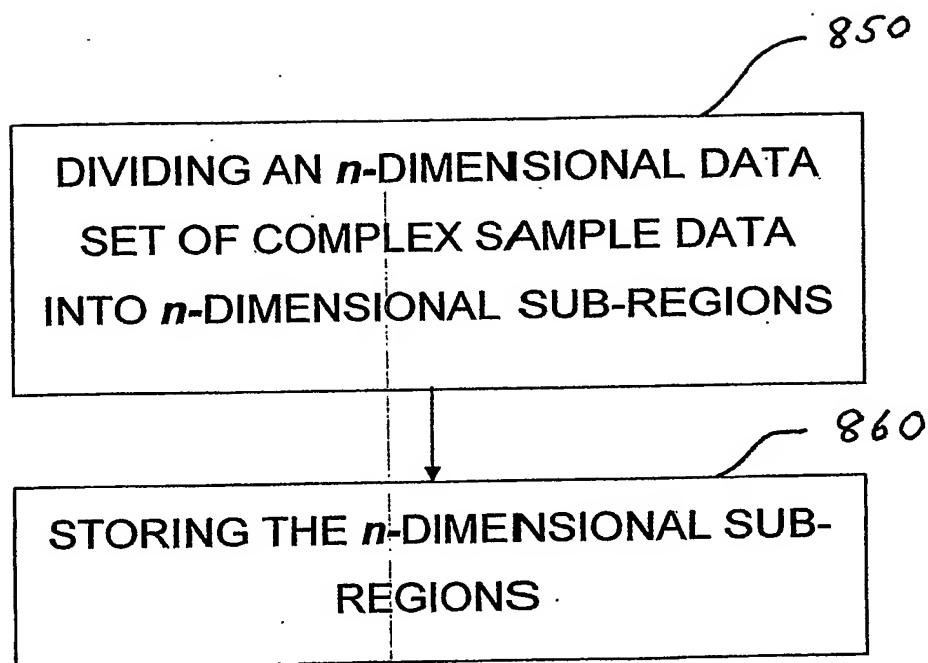 850
DIVIDING AN n-DIMENSIONAL DATA
SET OF COMPLEX SAMPLE DATA
INTO n-DIMENSIONAL SUB-REGIONS
860
STORING THE n-DIMENSIONAL SUB-
REGIONS